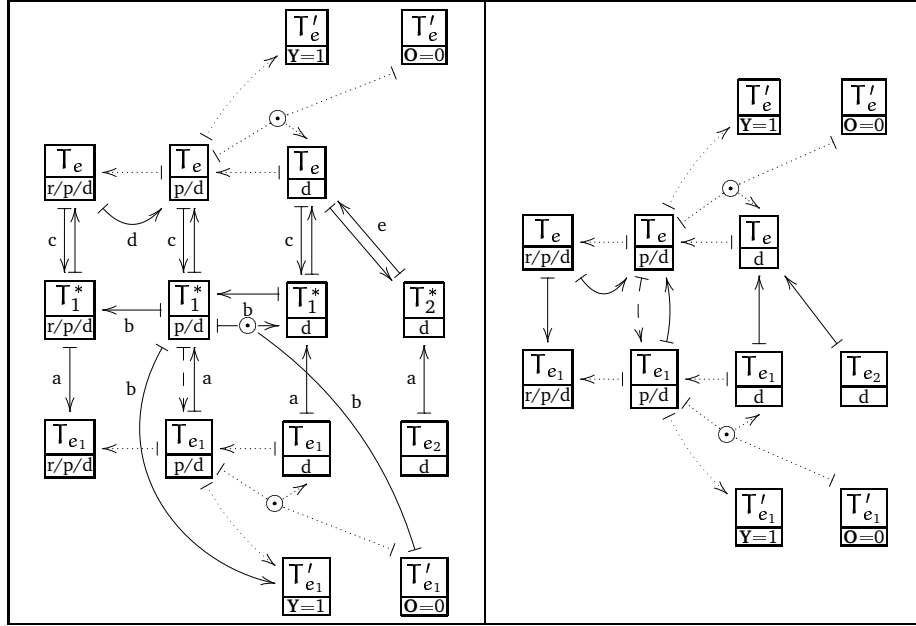 T′e T′e
Y=1 O=0
Te Te Te
r/p/d p/d d
c d c c e
T*1 T*1 T*1 T*2
r/p/d p/d d d
b b
a b a a b a
Te1 Te1 Te1 Te2
r/p/d p/d d d
T′e1 T′e1
Y=1 O=0
T′e T′e
Y=1 O=0
Te Te Te
r/p/d p/d d
Te1 Te1 Te1 Te2
r/p/d p/d d d
T′e1 T′e1
Y=1 O=0